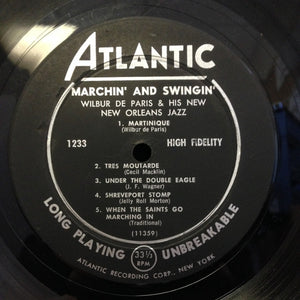 ATLANTIC
MARCHIN' AND SWINGIN'
WILBUR DE PARIS & HIS NEW
NEW ORLEANS JAZZ
1. MARTINIQUE
(Wilbur de Paris)
1233 HIGH FIDELITY
2. TRES MOUTARDE
(Cecil Macklin)
3. UNDER THE DOUBLE EAGLE
(J. F. Wagner)
4. SHREVEPORT STOMP
(Jelly Roll Morton)
5. WHEN THE SAINTS GO
MARCHING IN
(Traditional)
(11359)
LONG PLAYING 33 1/3 RPM UNBREAKABLE
ATLANTIC RECORDING CORP., NEW YORK